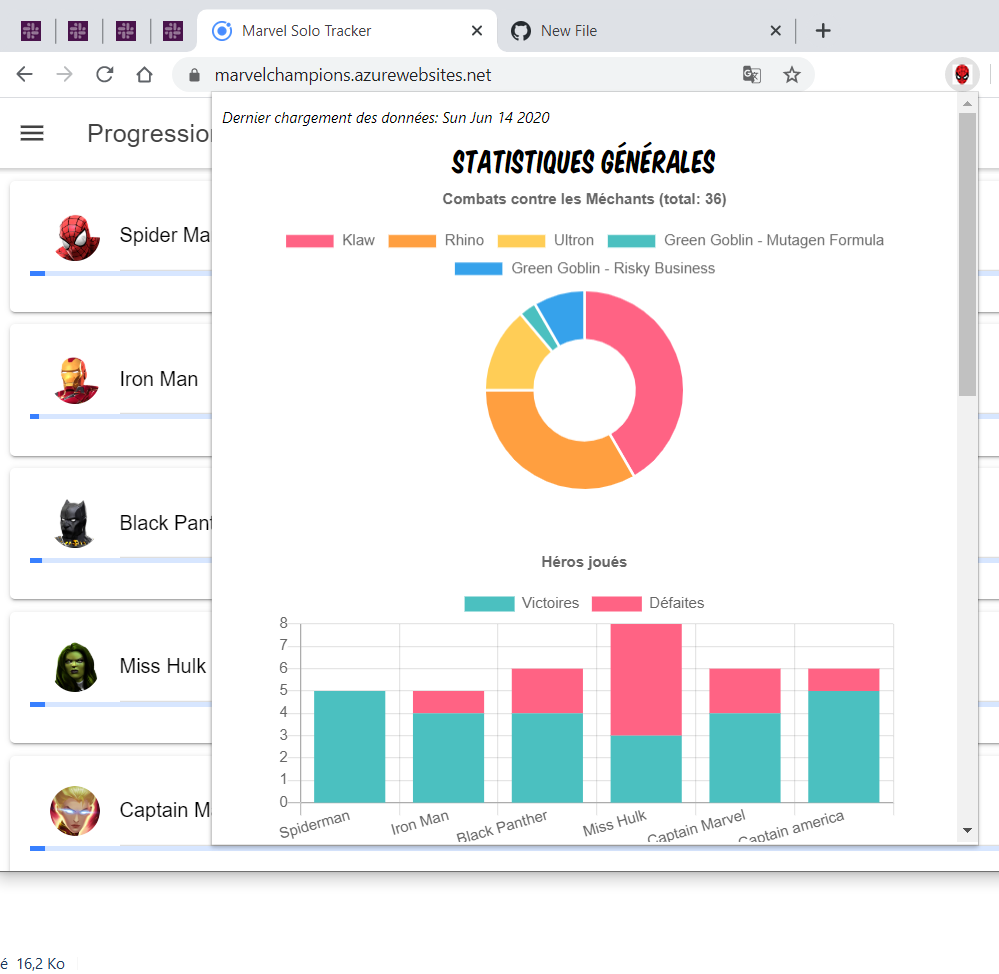 Marvel Solo Tracker
New File
marvelchampions.azurewebsites.net
Progression
Spider Ma
Iron Man
Black Pant
Miss Hulk
Captain M
Dernier chargement des données: Sun Jun 14 2020
STATISTIQUES GÉNÉRALES
Combats contre les Méchants (total: 36)
Klaw Rhino Ultron Green Goblin - Mutagen Formula
Green Goblin - Risky Business
Héros joués
Victoires Défaites
8
7
6
5
4
3
2
1
0
Spiderman Iron Man Black Panther Miss Hulk Captain Marvel Captain america
é 16,2 Ko